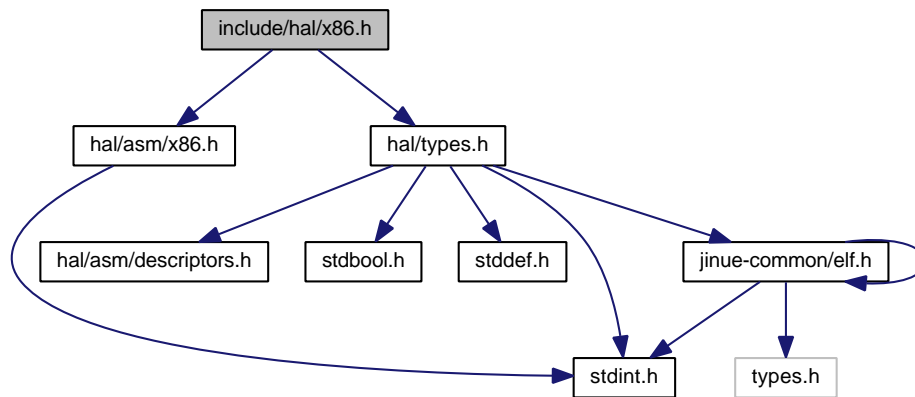 include/hal/x86.h
hal/asm/x86.h
hal/types.h
hal/asm/descriptors.h
stdbool.h
stddef.h
jinue-common/elf.h
stdint.h
types.h